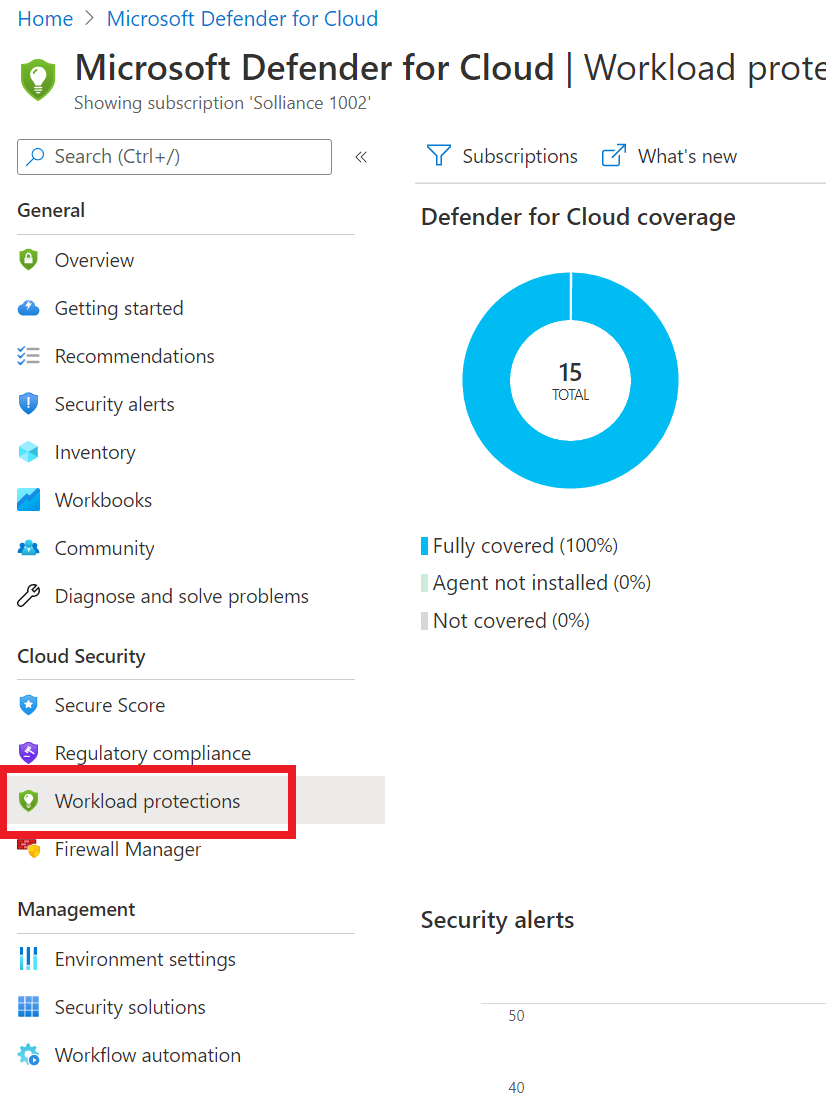 Home > Microsoft Defender for Cloud
Microsoft Defender for Cloud | Workload prote
Showing subscription 'Solliance 1002'
Search (Ctrl+/)
«
General
Overview
Getting started
Recommendations
Security alerts
Inventory
Workbooks
Community
Diagnose and solve problems
Cloud Security
Secure Score
Regulatory compliance
Workload protections
Firewall Manager
Management
Environment settings
Security solutions
Workflow automation
Subscriptions
What's new
Defender for Cloud coverage
15
TOTAL
Fully covered (100%)
Agent not installed (0%)
Not covered (0%)
Security alerts
50
40